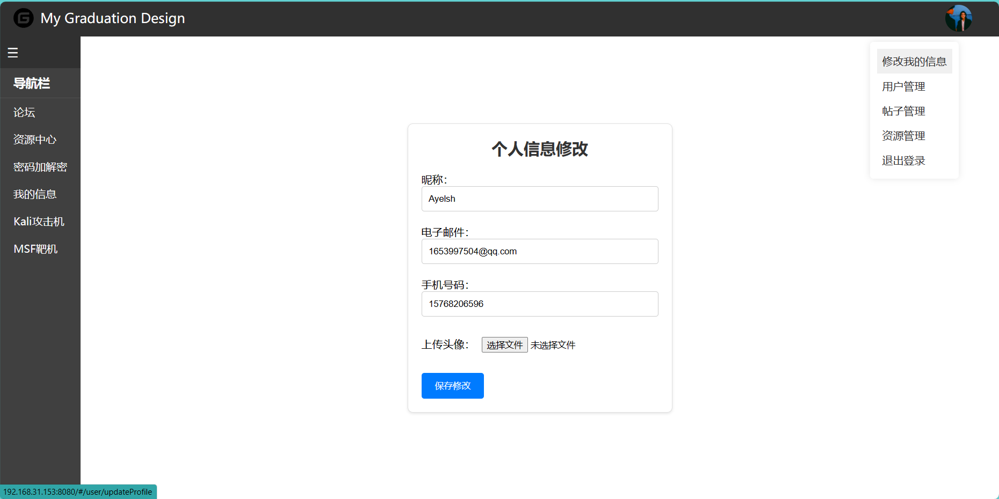 My Graduation Design
☰
导航栏
论坛
资源中心
密码加解密
我的信息
Kali攻击机
MSF靶机
个人信息修改
昵称：
Ayelsh
电子邮件：
1653997504@qq.com
手机号码：
15768206596
上传头像： 选择文件 未选择文件
保存修改
修改我的信息
用户管理
帖子管理
资源管理
退出登录
192.168.31.153:8080/#/user/updateProfile